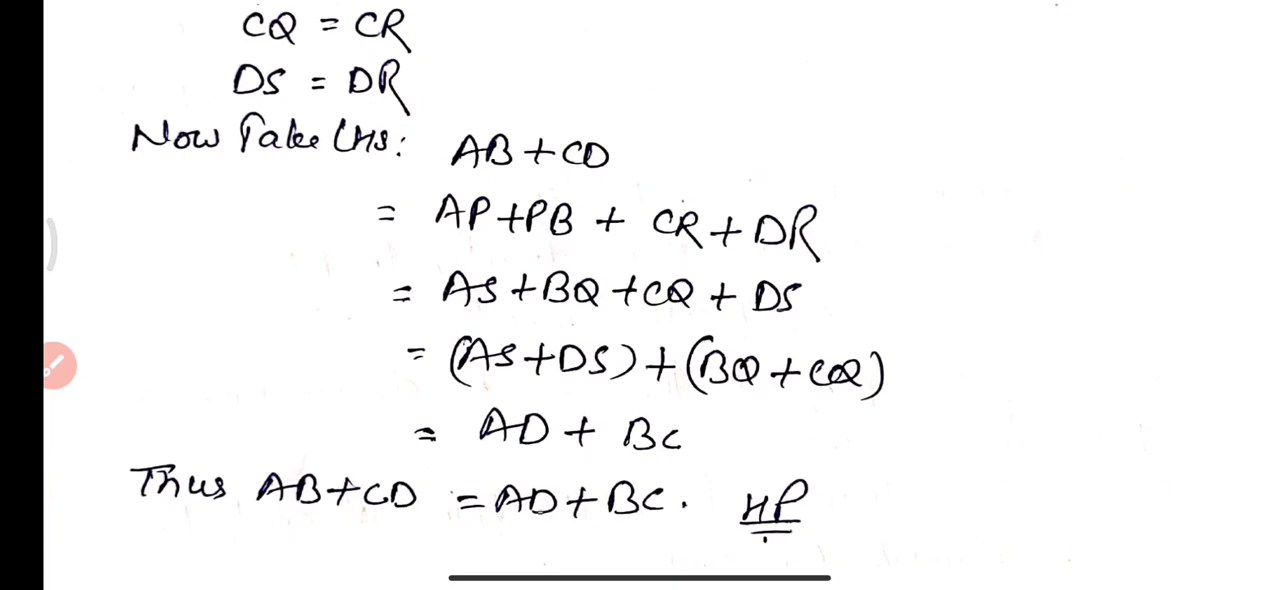 CQ = CR
DS = DR
Now Take LHS: AB + CD
= AP + PB + CR + DR
= AS + BQ + CQ + DS
= (AS + DS) + (BQ + CQ)
= AD + BC
Thus AB + CD = AD + BC. HP